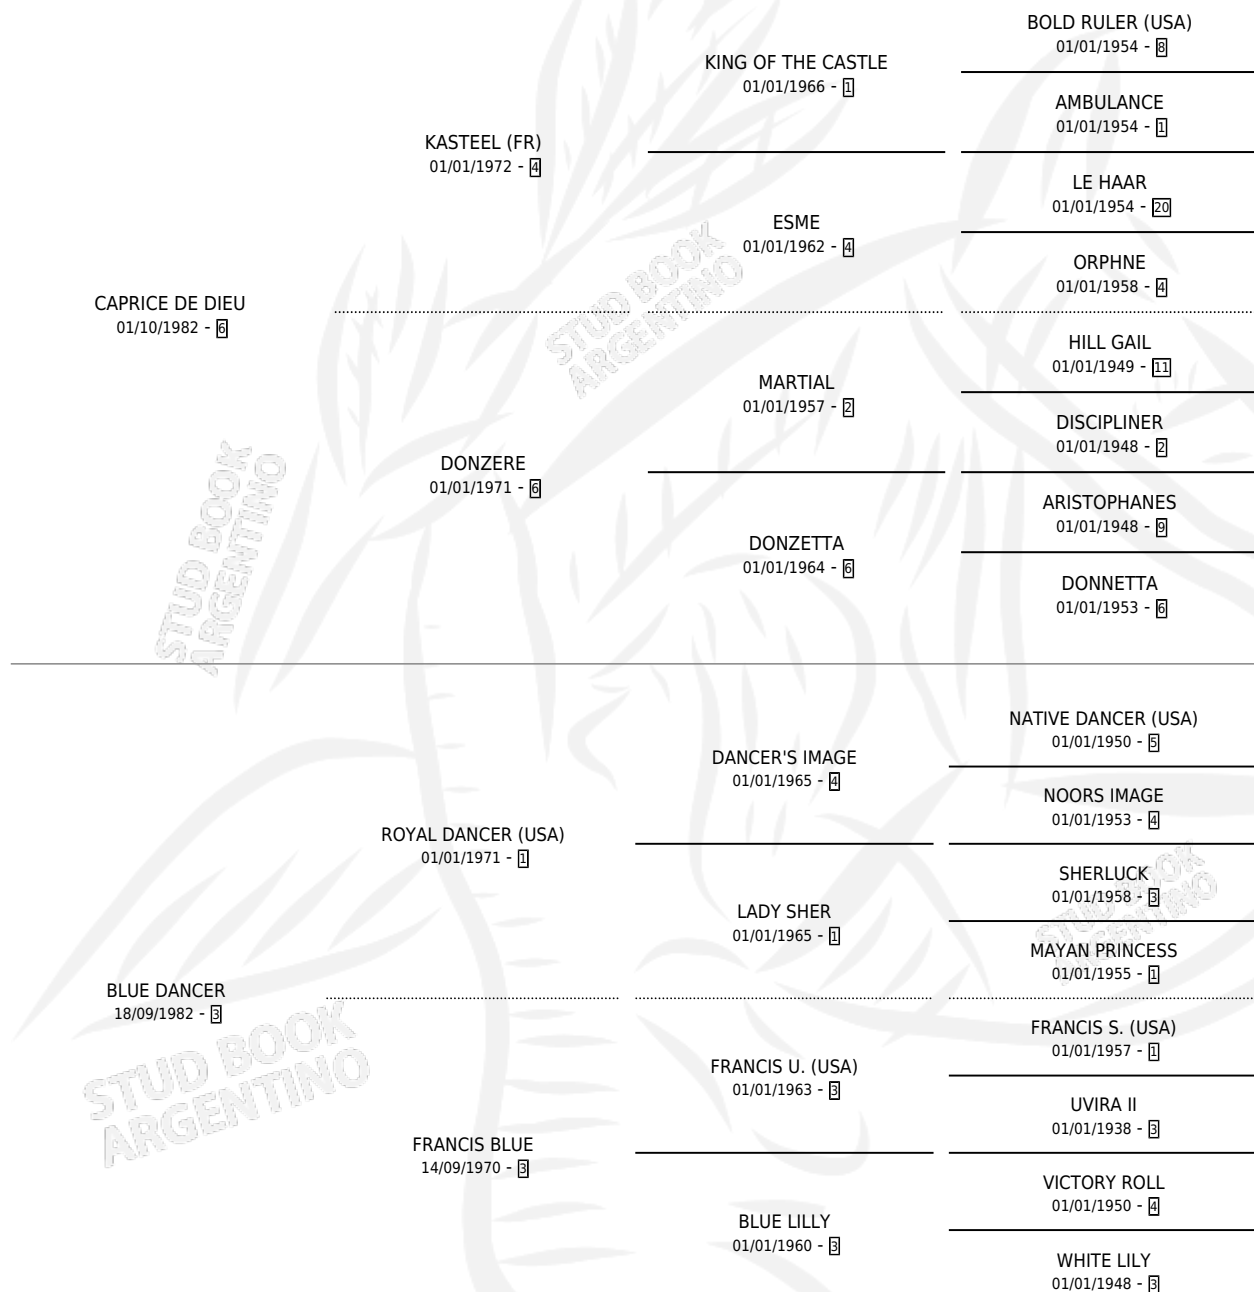 BOLD RULER (USA)
01/01/1954 - 8
KING OF THE CASTLE
01/01/1966 - 1
AMBULANCE
01/01/1954 - 1
KASTEEL (FR)
01/01/1972 - 4
LE HAAR
01/01/1954 - 20
ESME
01/01/1962 - 4
ORPHNE
01/01/1958 - 4
CAPRICE DE DIEU
01/10/1982 - 6
HILL GAIL
01/01/1949 - 11
MARTIAL
01/01/1957 - 2
DISCIPLINER
01/01/1948 - 2
DONZERE
01/01/1971 - 6
ARISTOPHANES
01/01/1948 - 9
DONZETTA
01/01/1964 - 6
DONNETTA
01/01/1953 - 6
STUD BOOK
ARGENTINO
STUD BOOK
ARGENTINO
NATIVE DANCER (USA)
01/01/1950 - 5
DANCER'S IMAGE
01/01/1965 - 4
NOORS IMAGE
01/01/1953 - 4
ROYAL DANCER (USA)
01/01/1971 - 1
SHERLUCK
01/01/1958 - 3
LADY SHER
01/01/1965 - 1
MAYAN PRINCESS
01/01/1955 - 1
BLUE DANCER
18/09/1982 - 3
FRANCIS S. (USA)
01/01/1957 - 1
FRANCIS U. (USA)
01/01/1963 - 3
UVIRA II
01/01/1938 - 3
FRANCIS BLUE
14/09/1970 - 3
VICTORY ROLL
01/01/1950 - 4
BLUE LILLY
01/01/1960 - 3
WHITE LILY
01/01/1948 - 3
STUD BOOK
ARGENTINO
STUD BOOK
ARGENTINO